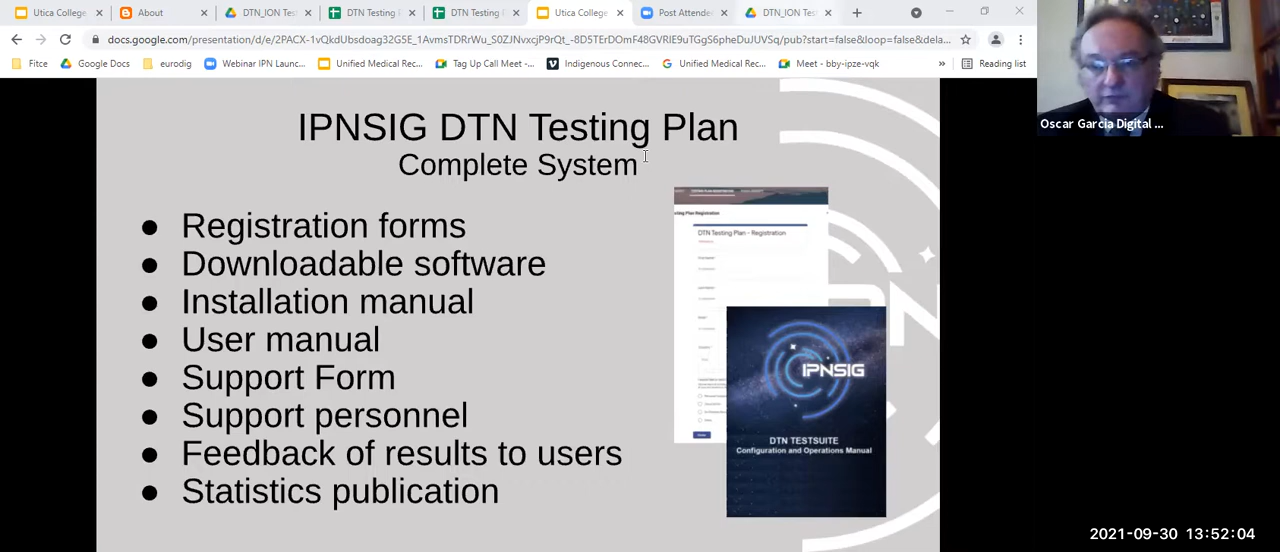 Utica College
About
DTN_ION Tes
DTN Testing
DTN Testing
Utica College
Post Attende
DTN_ION Tes
docs.google.com/presentation/d/e/2PACX-1vQkdUbsdoag32G5E_1AvmsTDRrWu_S0ZJNvxcjP9rQt_-8D5TErDOmF48GVRIE9uTGgS6pheDuJUVSq/pub?start=false&loop=false&dela...
Fitce
Google Docs
eurodig
Webinar IPN Launc...
Unified Medical Rec...
Tap up Call Meet -...
Indigenous Connec...
Unified Medical Rec...
Meet - bby-ipze-vqk
»
Reading list
Oscar Garcia Digital ...
IPNSIG DTN Testing Plan
Complete System
● Registration forms
● Downloadable software
● Installation manual
● User manual
● Support Form
● Support personnel
● Feedback of results to users
● Statistics publication
DTN Testing Plan - Registration
IPNSIG
DTN TESTSUITE
Configuration and Operations Manual
2021-09-30 13:52:04